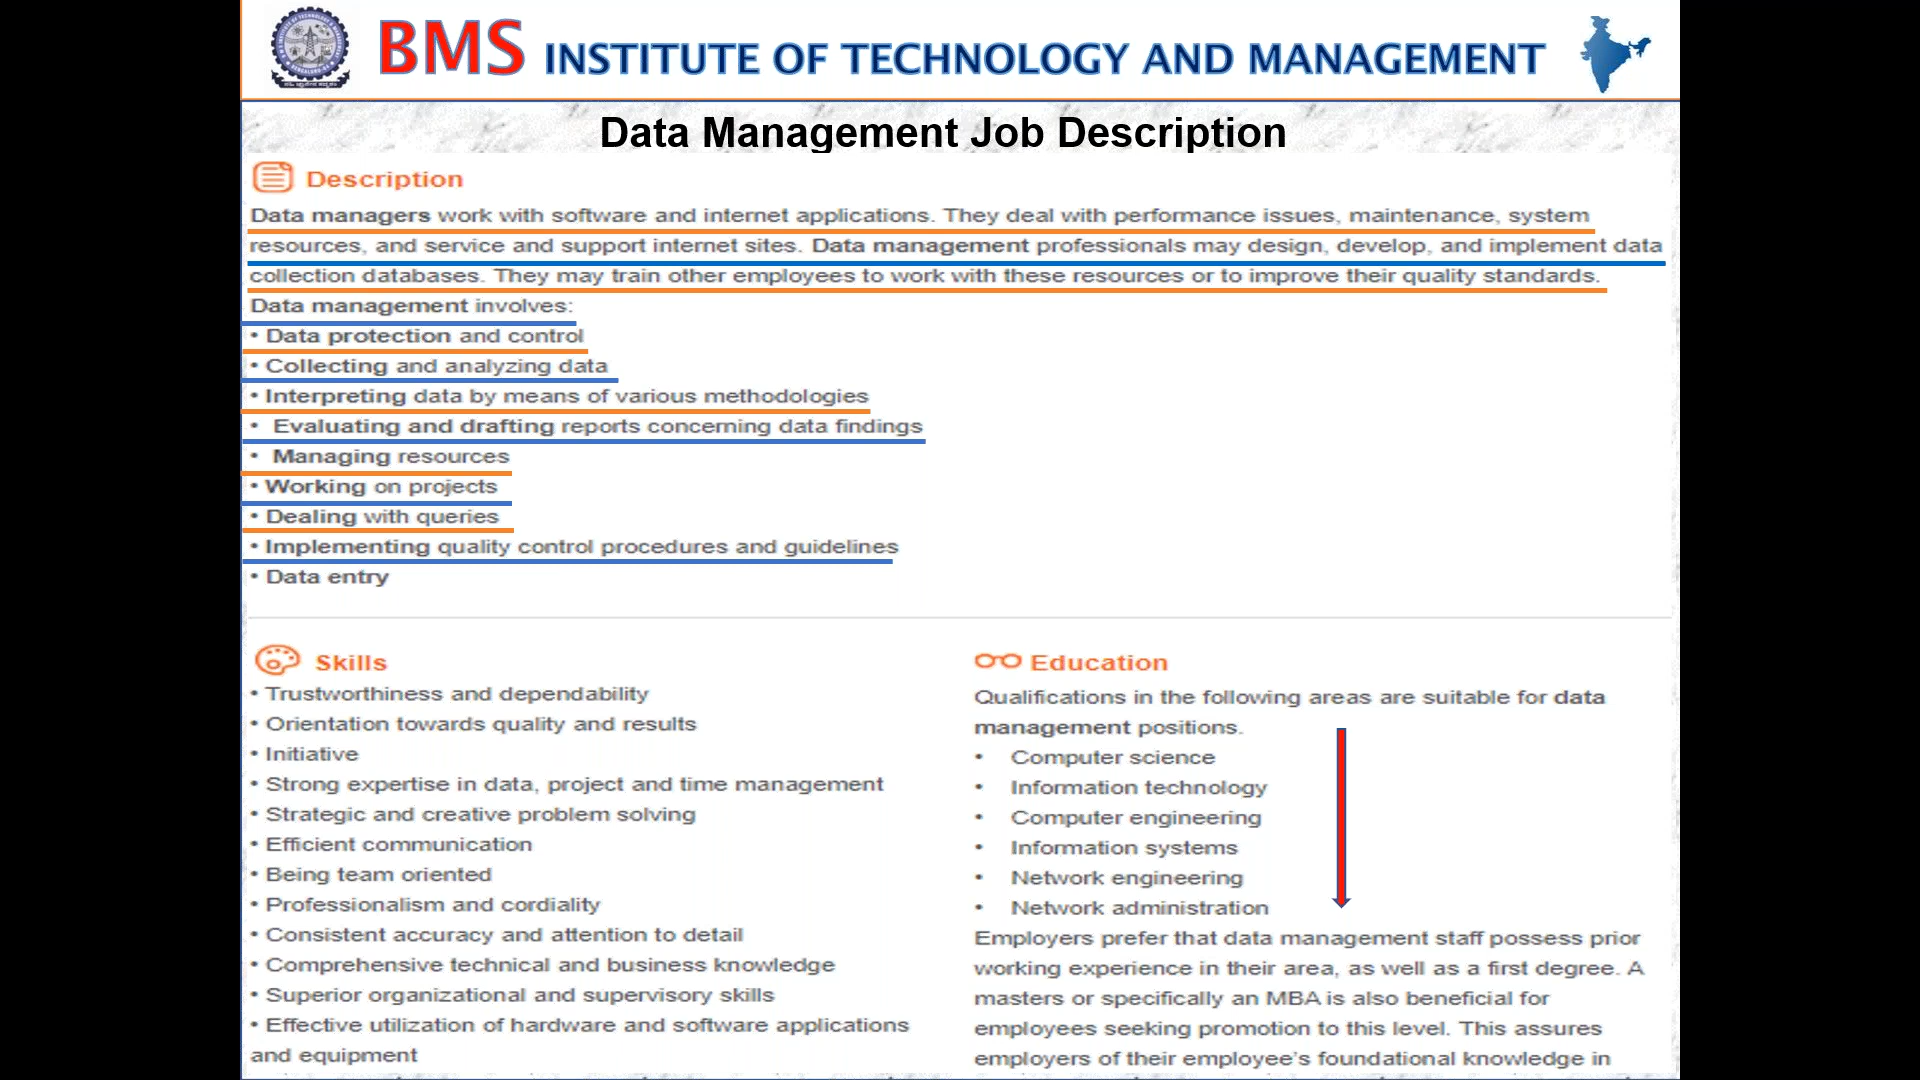 BMS INSTITUTE OF TECHNOLOGY AND MANAGEMENT
Data Management Job Description
Description
Data managers work with software and internet applications. They deal with performance issues, maintenance, system
resources, and service and support internet sites. Data management professionals may design, develop, and implement data
collection databases. They may train other employees to work with these resources or to improve their quality standards.
Data management involves:
• Data protection and control
• Collecting and analyzing data
• Interpreting data by means of various methodologies
• Evaluating and drafting reports concerning data findings
• Managing resources
• Working on projects
• Dealing with queries
• Implementing quality control procedures and guidelines
• Data entry
Skills
• Trustworthiness and dependability
• Orientation towards quality and results
• Initiative
• Strong expertise in data, project and time management
• Strategic and creative problem solving
• Efficient communication
• Being team oriented
• Professionalism and cordiality
• Consistent accuracy and attention to detail
• Comprehensive technical and business knowledge
• Superior organizational and supervisory skills
• Effective utilization of hardware and software applications
and equipment
Education
Qualifications in the following areas are suitable for data
management positions.
• Computer science
• Information technology
• Computer engineering
• Information systems
• Network engineering
• Network administration
Employers prefer that data management staff possess prior
working experience in their area, as well as a first degree. A
masters or specifically an MBA is also beneficial for
employees seeking promotion to this level. This assures
employers of their employee's foundational knowledge in